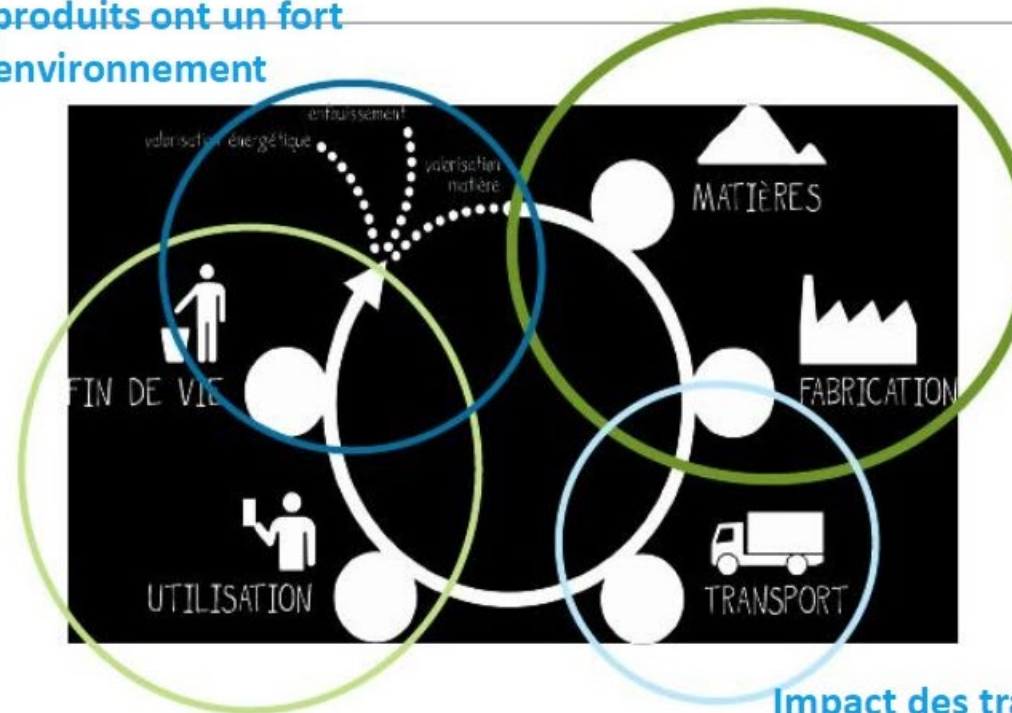 produits ont un fort
environnement
enfouissement
valorisation énergétique
valorisation
matière
MATIÈRES
FIN DE VIE
FABRICATION
UTILISATION
TRANSPORT
Impact des tra